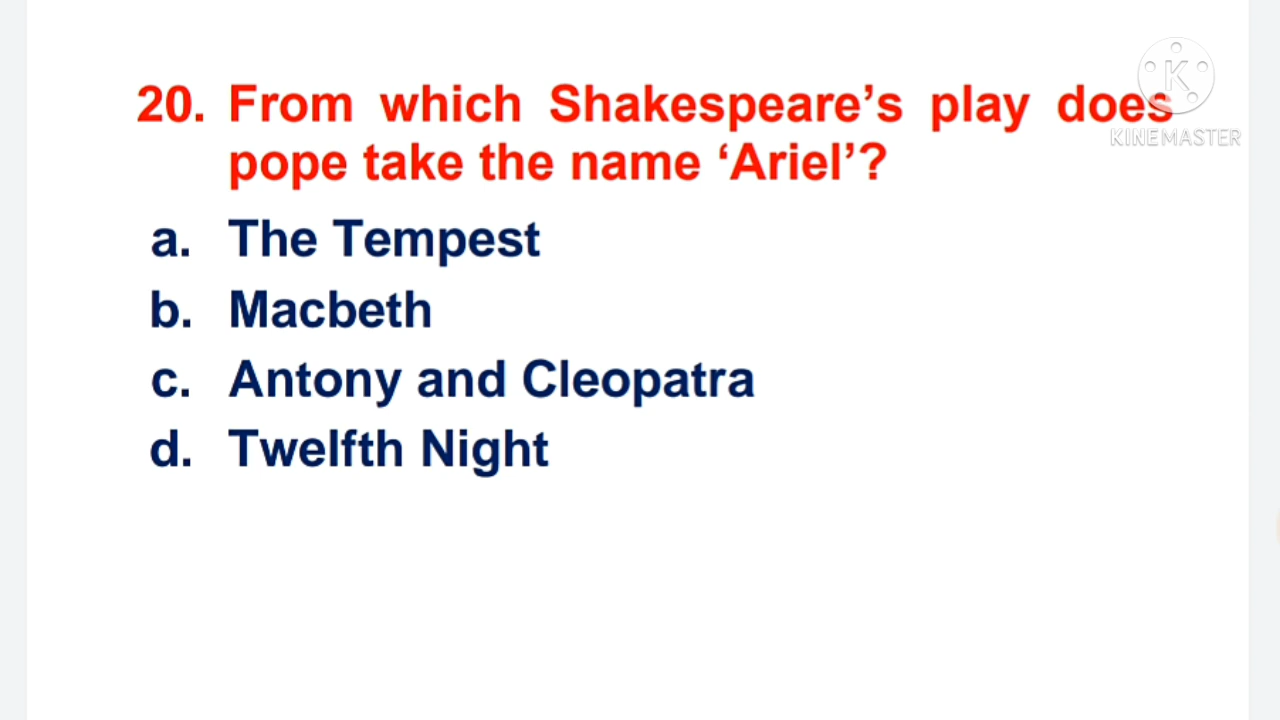 20. From which Shakespeare’s play does
pope take the name ‘Ariel’?
a. The Tempest
b. Macbeth
c. Antony and Cleopatra
d. Twelfth Night
K
KINEMASTER